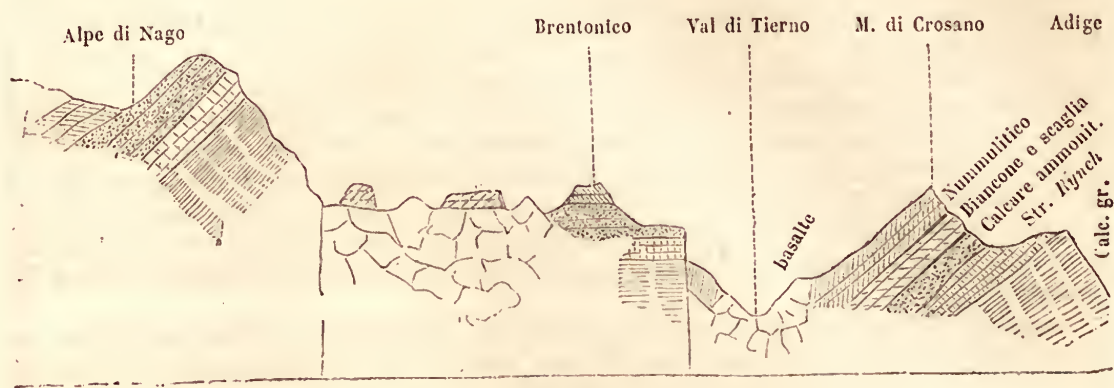 Alpe di Nago
Brentonico
Val di Tierno
M. di Crosano
Adige
basalte
Nummulitico
Biancone e scaglia
Calcare ammonit.
Str. Rynch
Calc. gr.